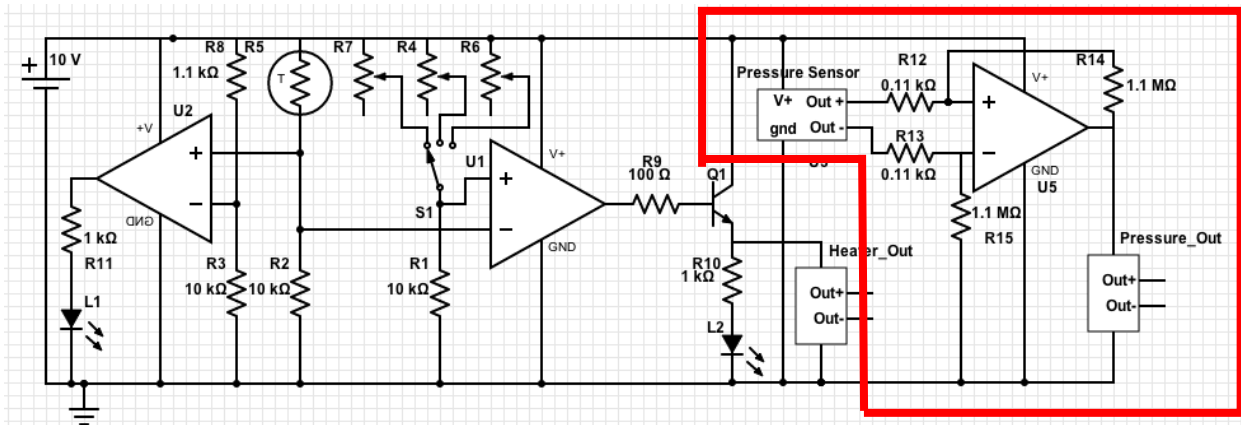 10 V
R8
R5
1.1 kΩ
T
R7
R4
R6
U2
+V
GND
1 kΩ
R11
L1
R3
10 kΩ
R2
10 kΩ
S1
U1
V+
GND
R1
10 kΩ
R9
100 Ω
Q1
R10
1 kΩ
L2
Heater_Out
Out+
Out-
Pressure Sensor
V+ Out +
gnd Out -
R12
0.11 kΩ
R13
0.11 kΩ
R14
1.1 MΩ
V+
GND
U5
1.1 MΩ
R15
Pressure_Out
Out+
Out-